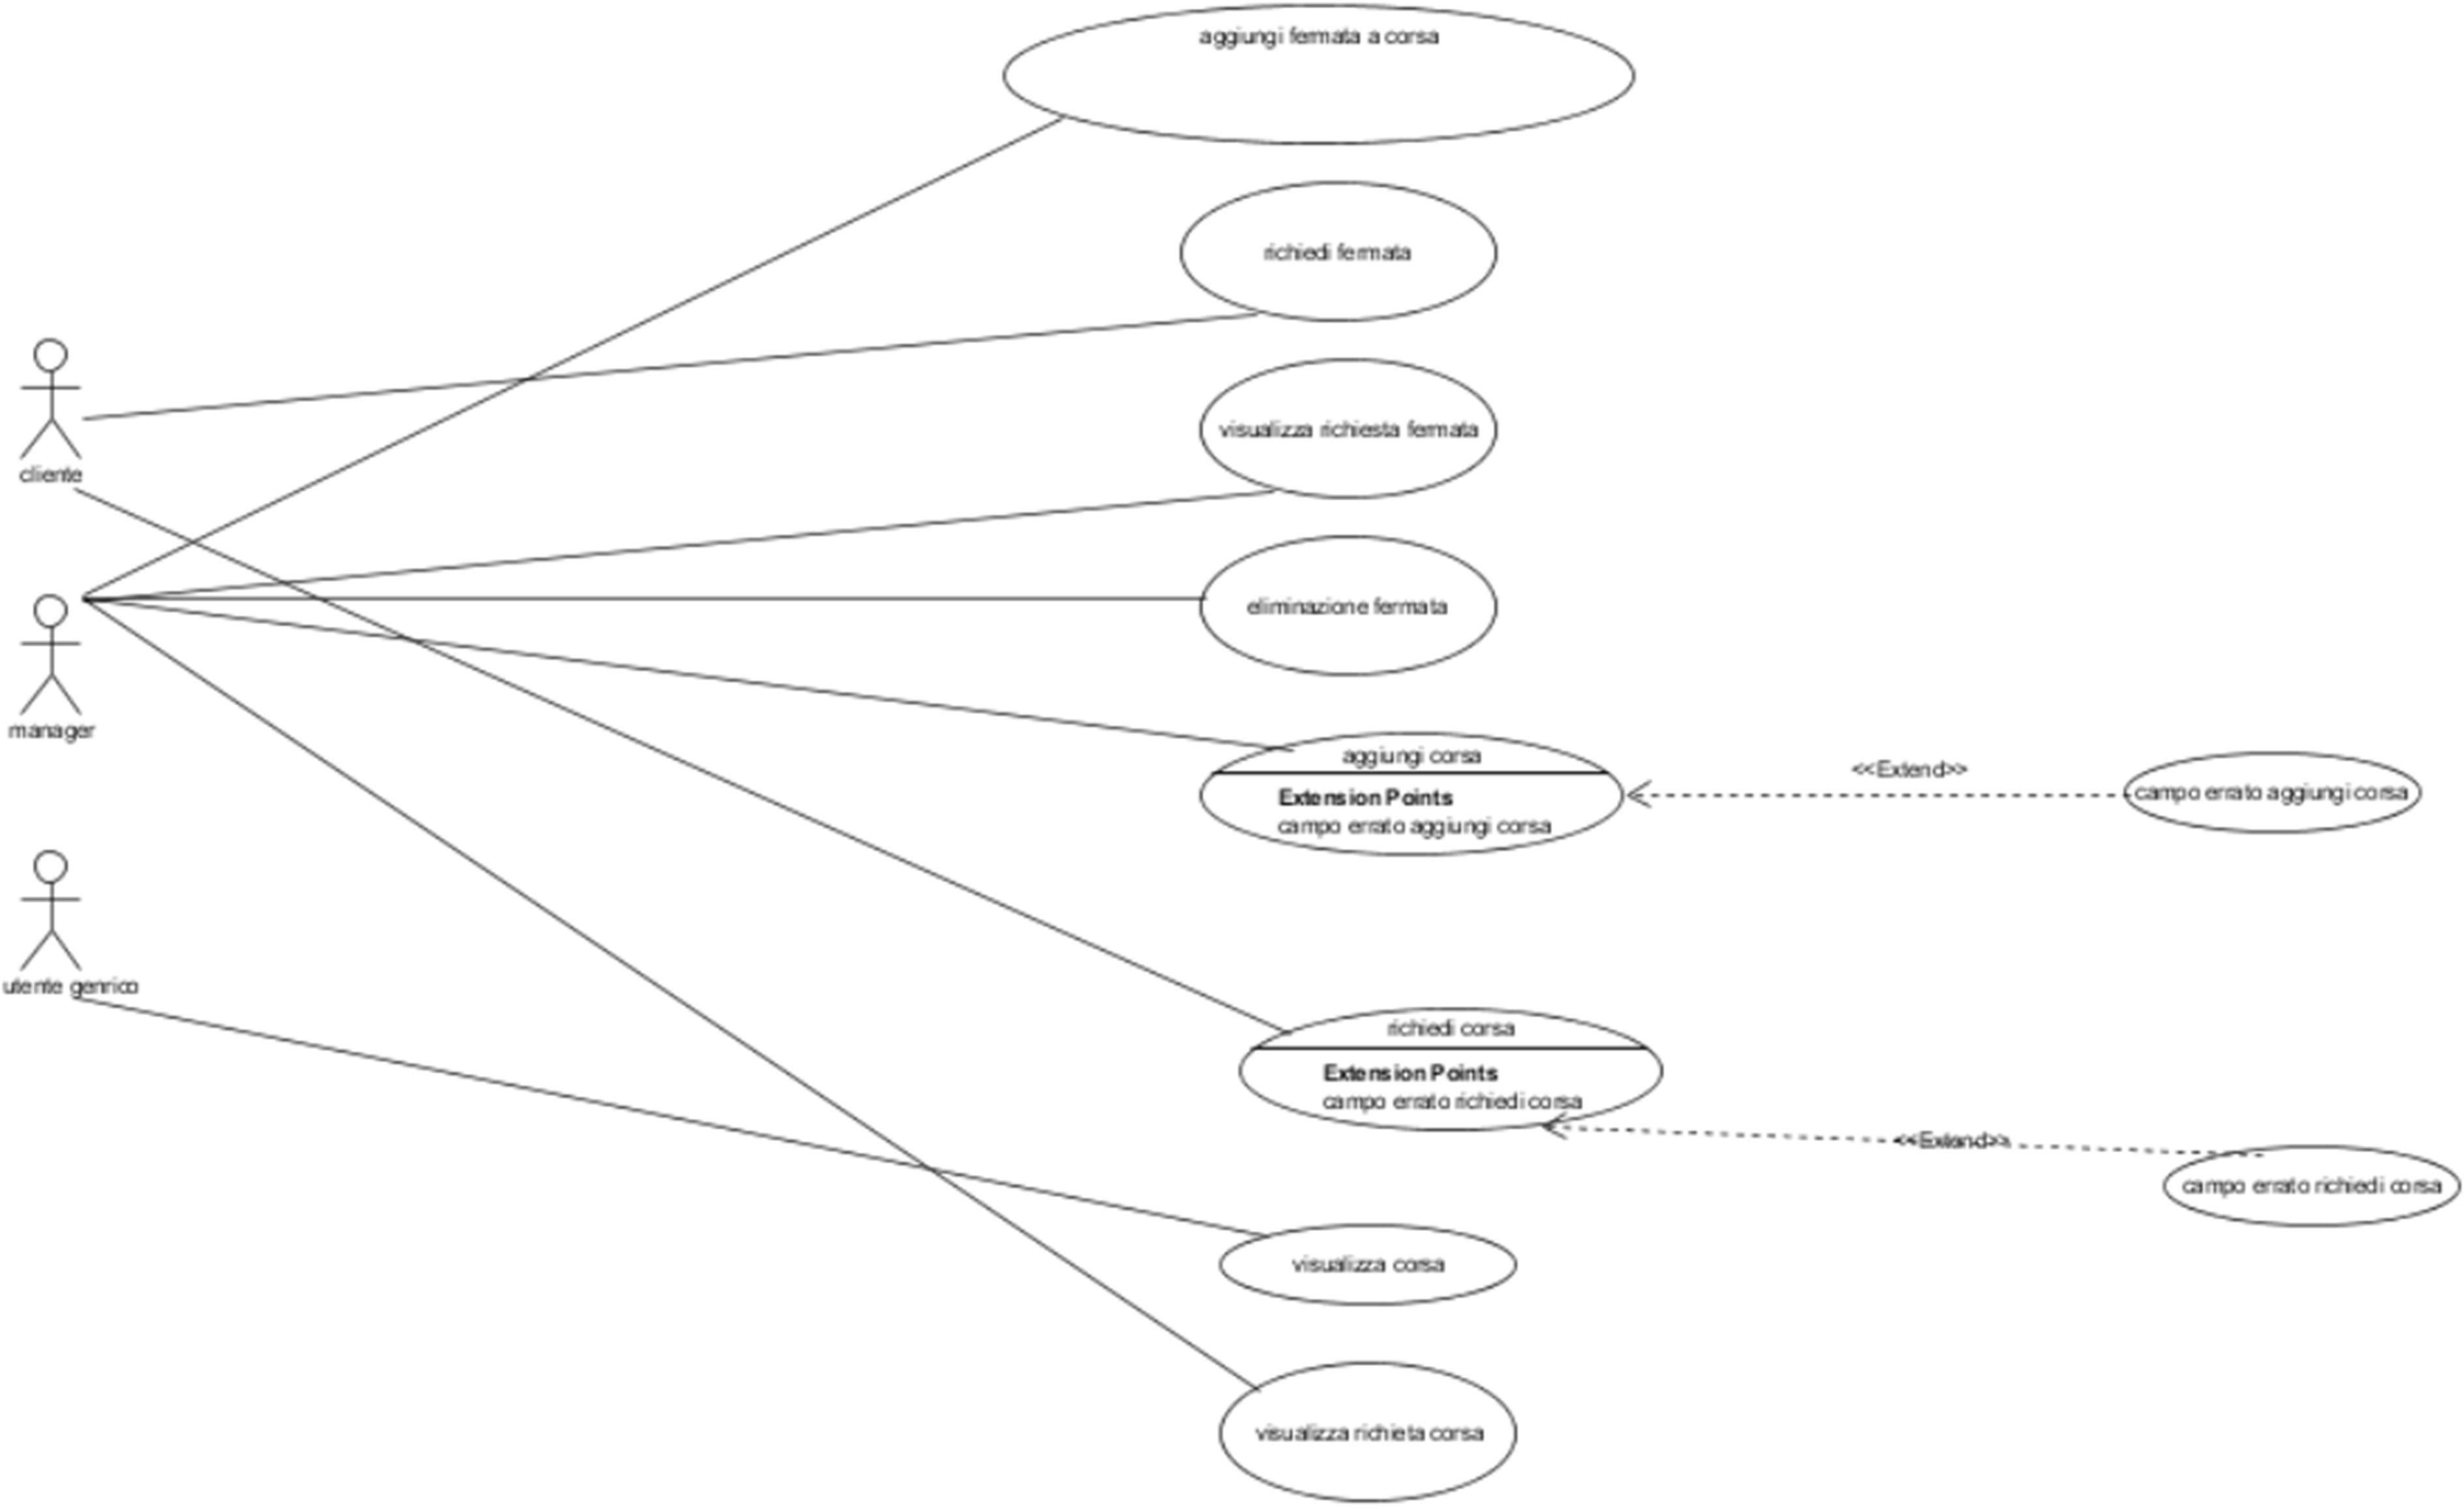 aggiungi fermata a corsa
richiedi fermata
visualizza richiesta fermata
cliente
eliminazione fermata
manager
aggiungi corsa
<<Extend>>
Extension Points
campo errato aggiungi corsa
campo errato aggiungi corsa
utente genrico
richiedi corsa
Extension Points
campo errato richiedi corsa
<<Extend>>
campo errato richiedi corsa
visualizza corsa
visualizza richieta corsa